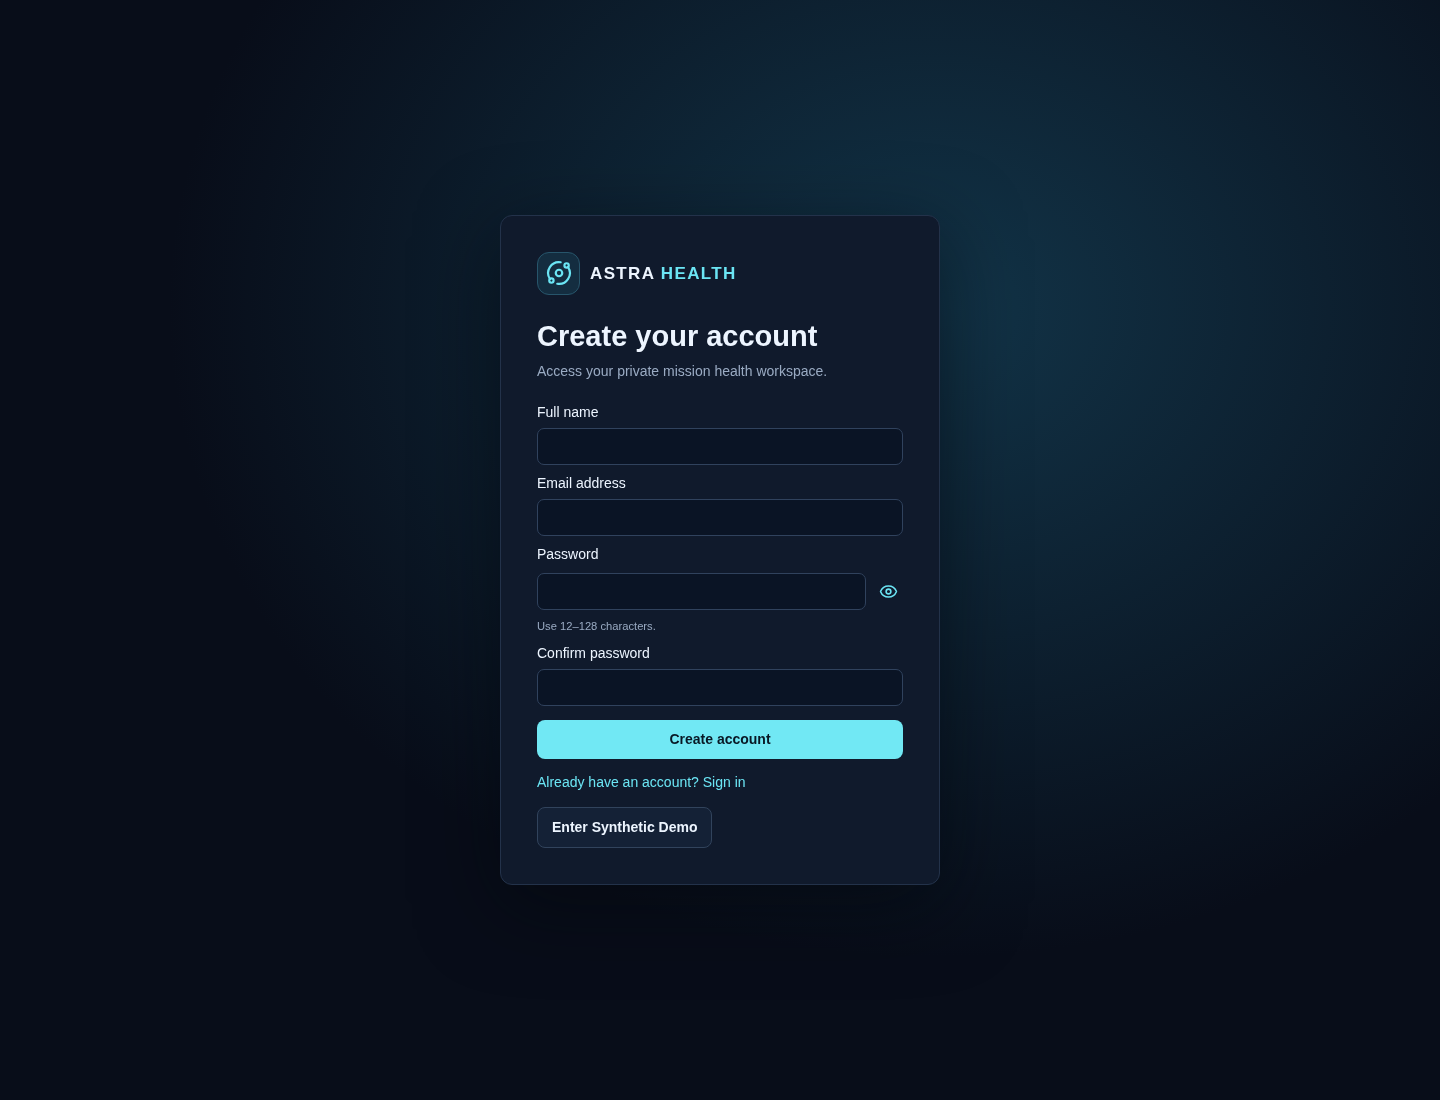 ASTRA HEALTH
Create your account
Access your private mission health workspace.
Full name
Email address
Password
Use 12–128 characters.
Confirm password
Create account
Already have an account? Sign in
Enter Synthetic Demo